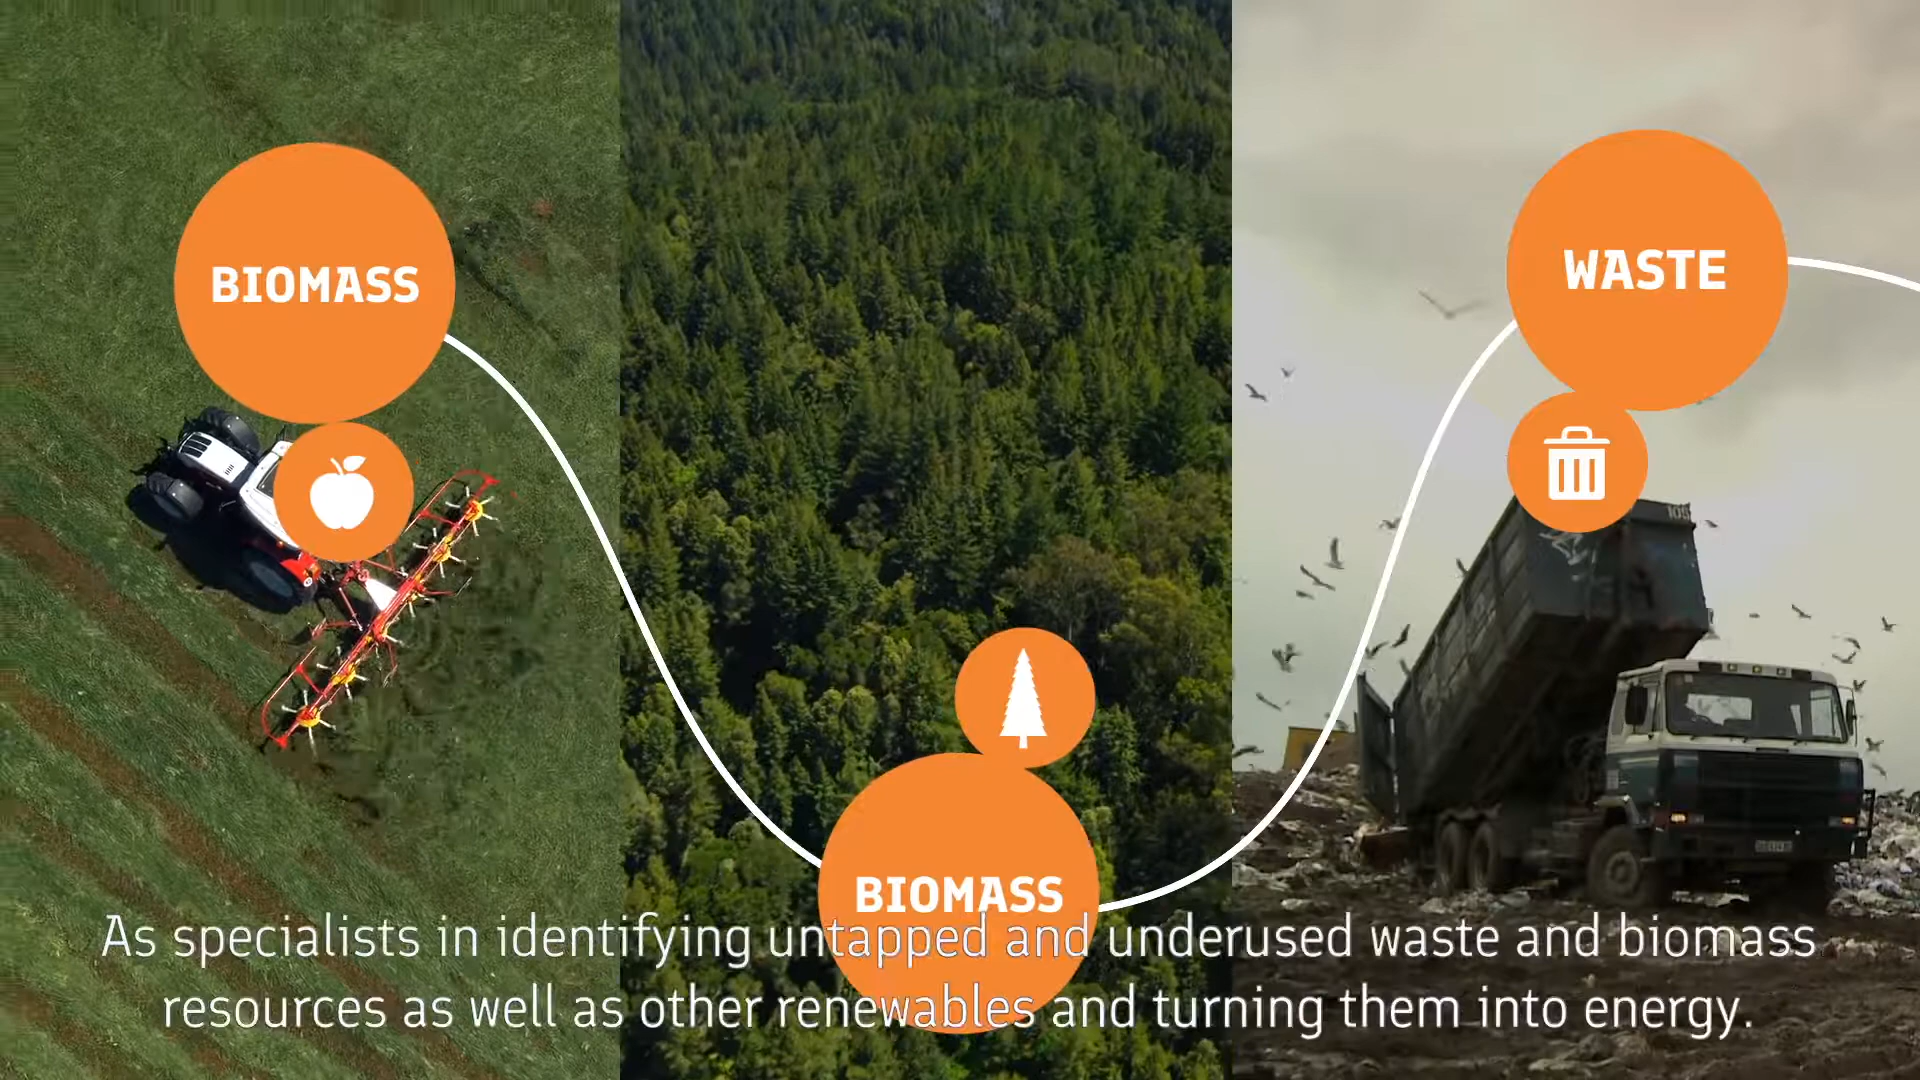 BIOMASS
BIOMASS
WASTE
105
As specialists in identifying untapped and underused waste and biomass
resources as well as other renewables and turning them into energy.